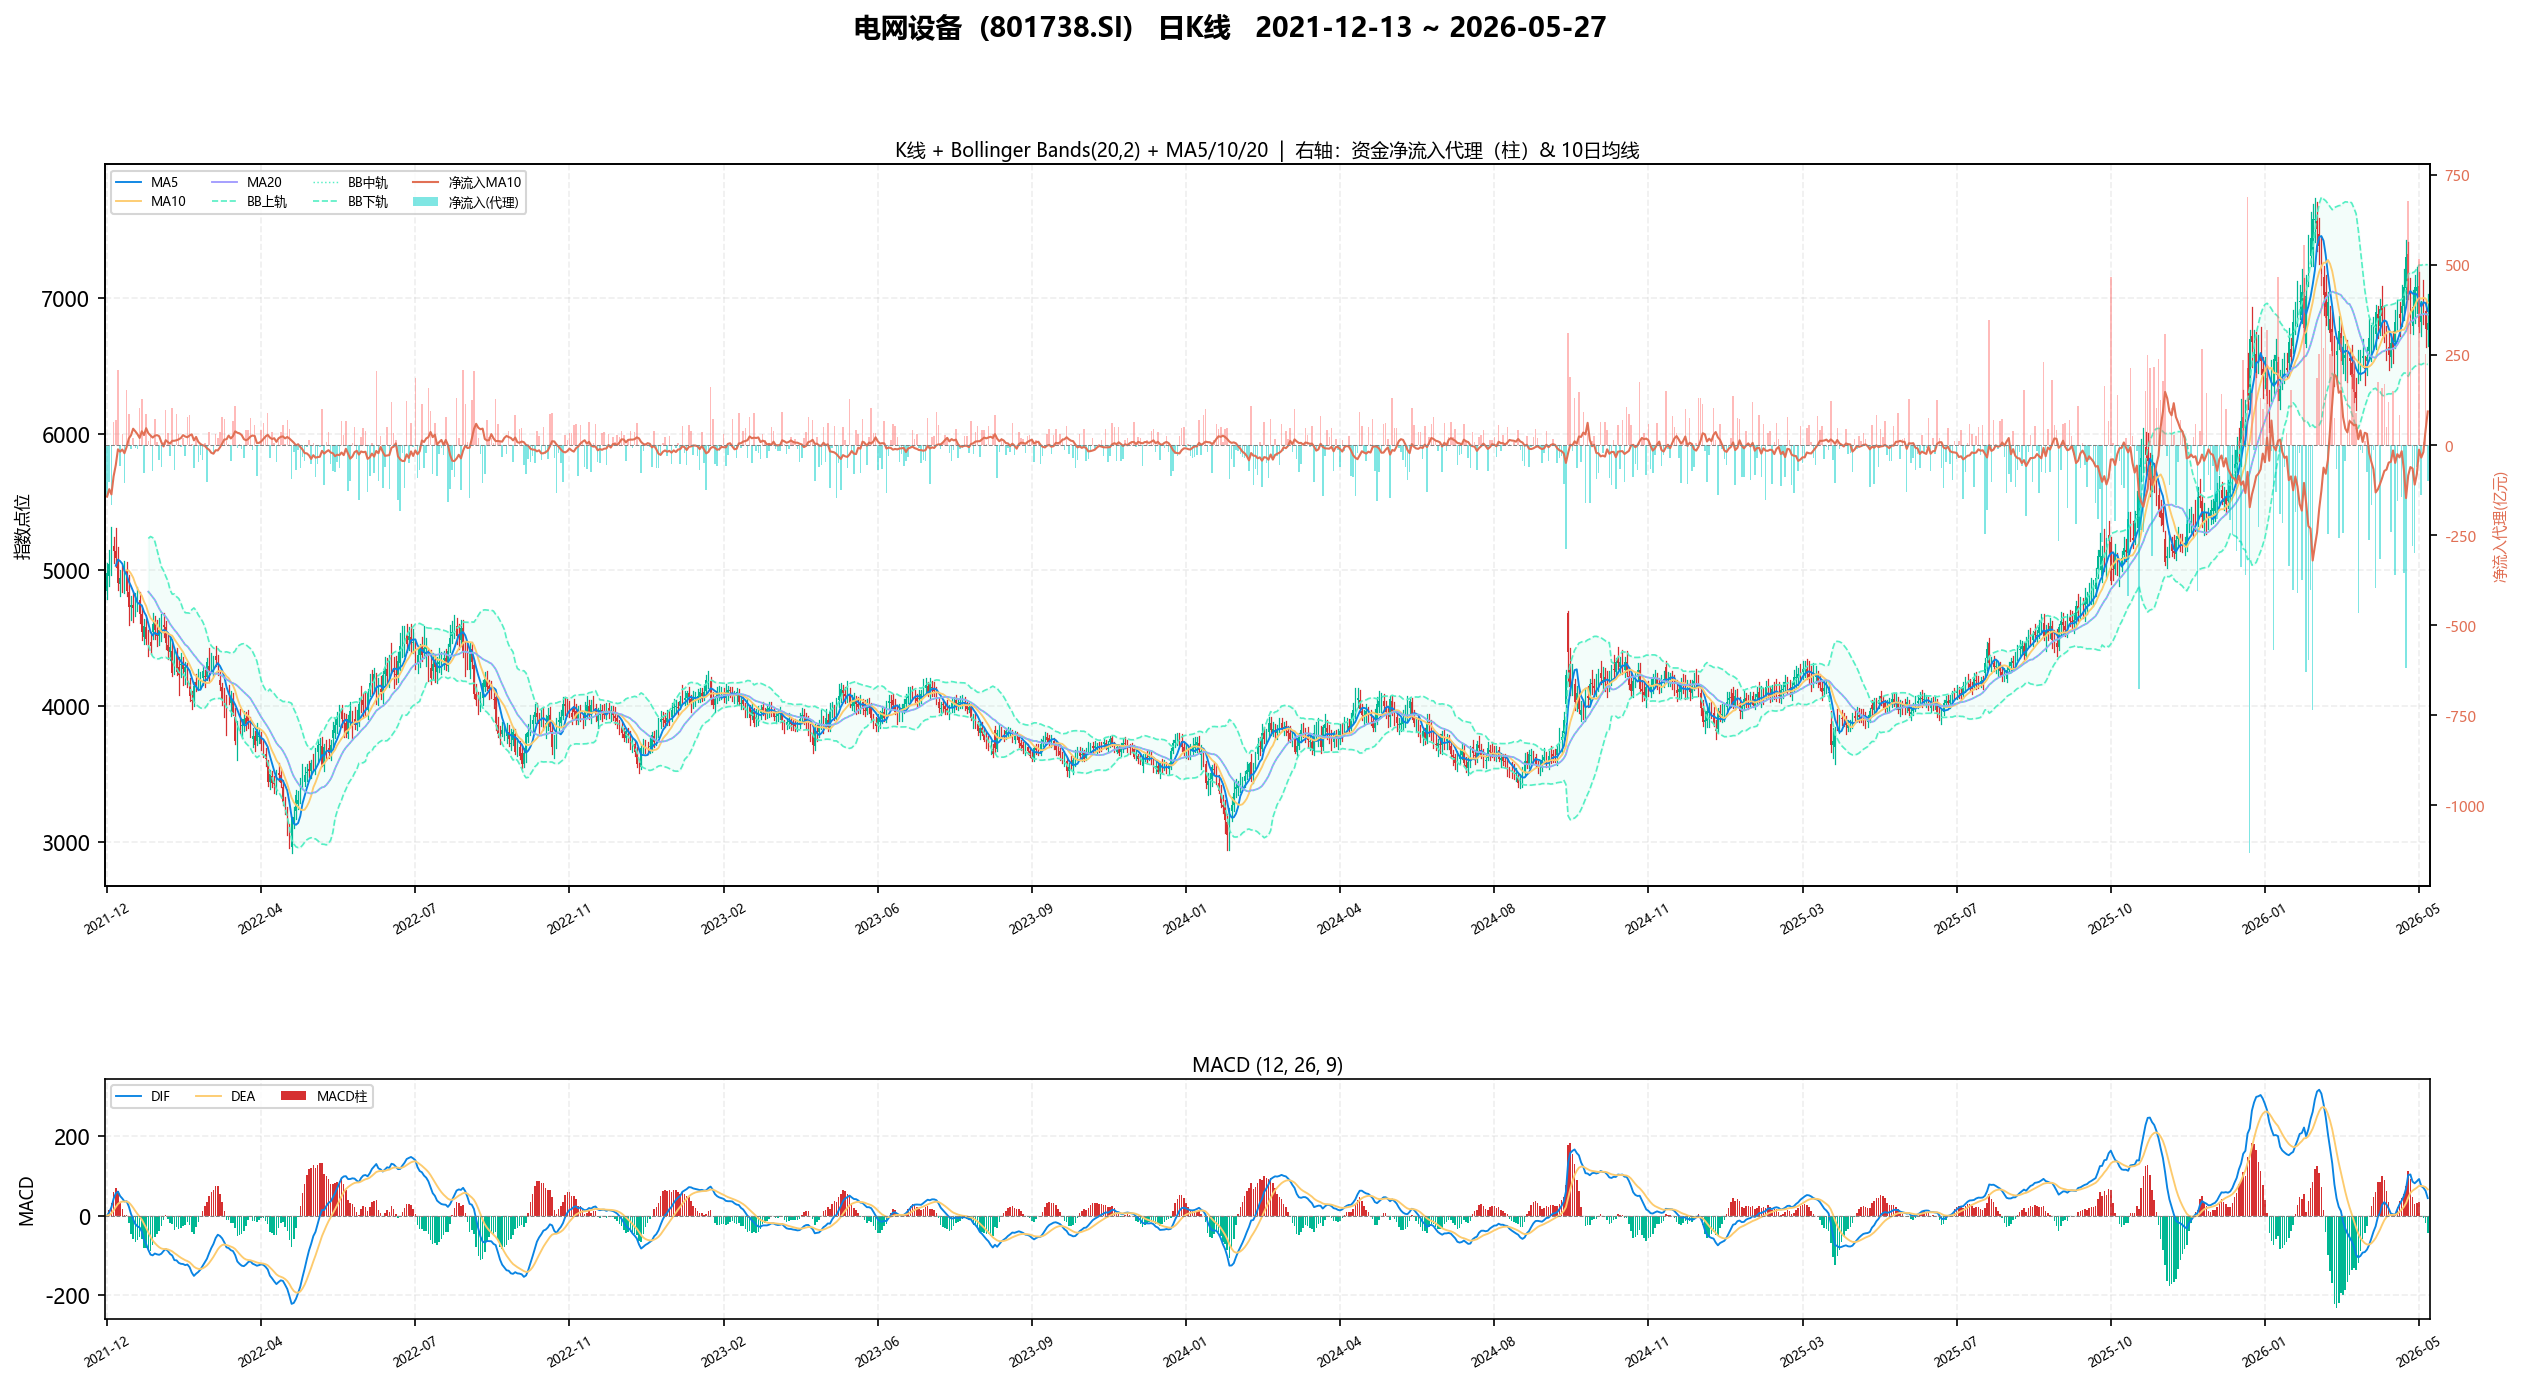 电网设备 (801738.SI) 日K线 2021-12-13 ~ 2026-05-27
K线 + Bollinger Bands(20,2) + MA5/10/20 | 右轴：资金净流入代理（柱）& 10日均线
MA5 MA20 BB中轨 净流入MA10
MA10 BB上轨 BB下轨 净流入(代理)
指数点位
7000
6000
5000
4000
3000
750
500
250
0
-250
-500
-750
-1000
净流入代理(亿元)
2021-12 2022-04 2022-07 2022-11 2023-02 2023-06 2023-09 2024-01 2024-04 2024-08 2024-11 2025-03 2025-07 2025-10 2026-01 2026-05
MACD (12, 26, 9)
DIF DEA MACD柱
MACD
200
0
-200
2021-12 2022-04 2022-07 2022-11 2023-02 2023-06 2023-09 2024-01 2024-04 2024-08 2024-11 2025-03 2025-07 2025-10 2026-01 2026-05